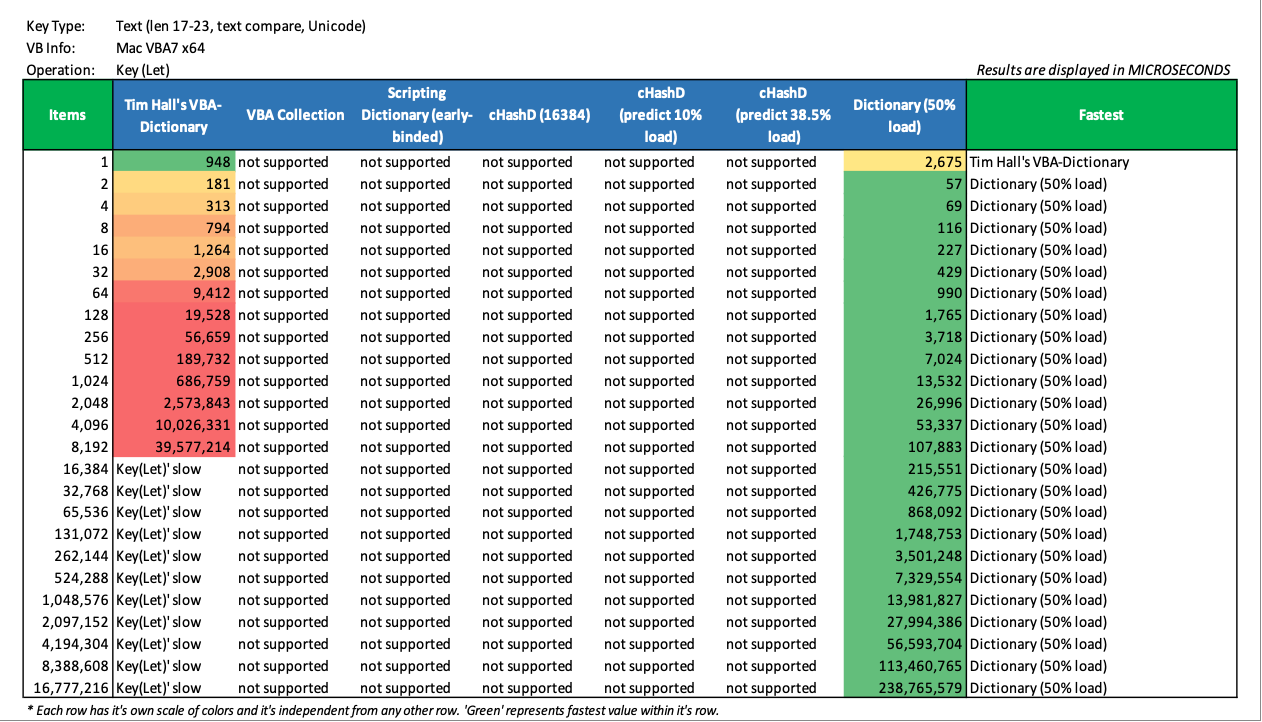 Key Type: Text (len 17-23, text compare, Unicode)
VB Info: Mac VBA7 x64
Operation: Key (Let) Results are displayed in MICROSECONDS
Items Tim Hall's VBA-Dictionary VBA Collection Scripting Dictionary (early-binded) cHashD (16384) cHashD (predict 10% load) cHashD (predict 38.5% load) Dictionary (50% load) Fastest
1 948 not supported not supported not supported not supported not supported 2,675 Tim Hall's VBA-Dictionary
2 181 not supported not supported not supported not supported not supported 57 Dictionary (50% load)
4 313 not supported not supported not supported not supported not supported 69 Dictionary (50% load)
8 794 not supported not supported not supported not supported not supported 116 Dictionary (50% load)
16 1,264 not supported not supported not supported not supported not supported 227 Dictionary (50% load)
32 2,908 not supported not supported not supported not supported not supported 429 Dictionary (50% load)
64 9,412 not supported not supported not supported not supported not supported 990 Dictionary (50% load)
128 19,528 not supported not supported not supported not supported not supported 1,765 Dictionary (50% load)
256 56,659 not supported not supported not supported not supported not supported 3,718 Dictionary (50% load)
512 189,732 not supported not supported not supported not supported not supported 7,024 Dictionary (50% load)
1,024 686,759 not supported not supported not supported not supported not supported 13,532 Dictionary (50% load)
2,048 2,573,843 not supported not supported not supported not supported not supported 26,996 Dictionary (50% load)
4,096 10,026,331 not supported not supported not supported not supported not supported 53,337 Dictionary (50% load)
8,192 39,577,214 not supported not supported not supported not supported not supported 107,883 Dictionary (50% load)
16,384 Key(Let)' slow not supported not supported not supported not supported not supported 215,551 Dictionary (50% load)
32,768 Key(Let)' slow not supported not supported not supported not supported not supported 426,775 Dictionary (50% load)
65,536 Key(Let)' slow not supported not supported not supported not supported not supported 868,092 Dictionary (50% load)
131,072 Key(Let)' slow not supported not supported not supported not supported not supported 1,748,753 Dictionary (50% load)
262,144 Key(Let)' slow not supported not supported not supported not supported not supported 3,501,248 Dictionary (50% load)
524,288 Key(Let)' slow not supported not supported not supported not supported not supported 7,329,554 Dictionary (50% load)
1,048,576 Key(Let)' slow not supported not supported not supported not supported not supported 13,981,827 Dictionary (50% load)
2,097,152 Key(Let)' slow not supported not supported not supported not supported not supported 27,994,386 Dictionary (50% load)
4,194,304 Key(Let)' slow not supported not supported not supported not supported not supported 56,593,704 Dictionary (50% load)
8,388,608 Key(Let)' slow not supported not supported not supported not supported not supported 113,460,765 Dictionary (50% load)
16,777,216 Key(Let)' slow not supported not supported not supported not supported not supported 238,765,579 Dictionary (50% load)
* Each row has it's own scale of colors and it's independent from any other row. 'Green' represents fastest value within it's row.